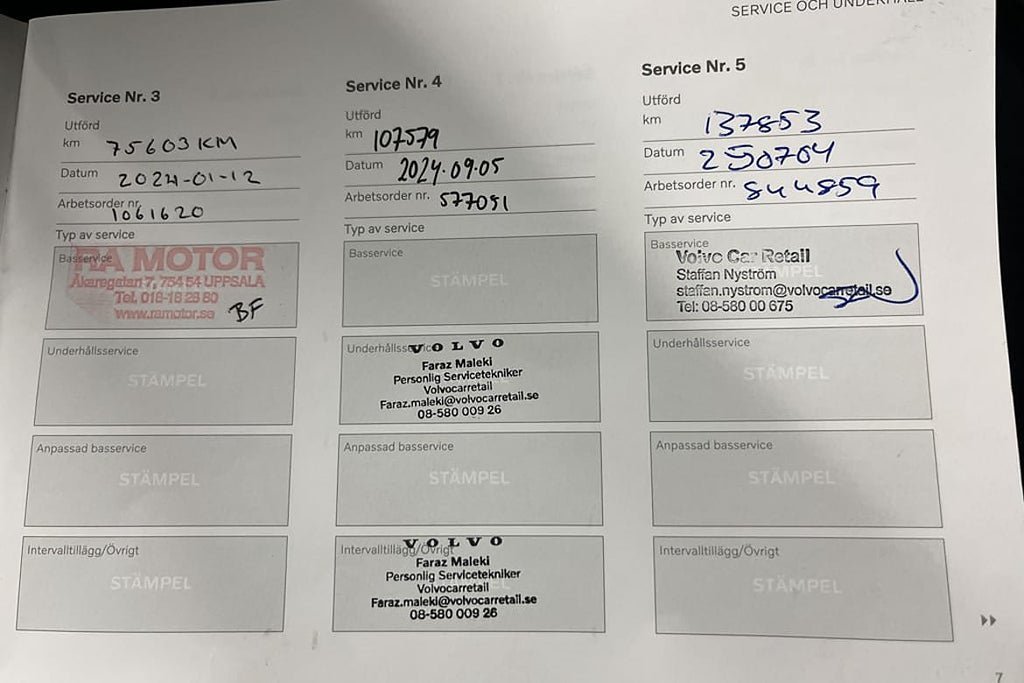 SERVICE OCH UNDERHÅLL
Service Nr. 3
Utförd
km 75603 KM
Datum 2024-01-12
Arbetsorder nr. 1061620
Typ av service
Basservice
RA MOTOR
Åkaregatan 7, 754 54 UPPSALA
Tel. 018-18 28 80
www.ramotor.se
BF
Underhållsservice
STÄMPEL
Anpassad basservice
STÄMPEL
Intervalltillägg/Övrigt
STÄMPEL
Service Nr. 4
Utförd
km 107579
Datum 2024.09.05
Arbetsorder nr. 577051
Typ av service
Basservice
STÄMPEL
Underhållsservice
VOLVO
Faraz Maleki
Personlig Servicetekniker
Volvocarretail
Faraz.maleki@volvocarretail.se
08-580 009 26
Anpassad basservice
STÄMPEL
Intervalltillägg/Övrigt
VOLVO
Faraz Maleki
Personlig Servicetekniker
Volvocarretail
Faraz.maleki@volvocarretail.se
08-580 009 26
Service Nr. 5
Utförd
km 137853
Datum 250704
Arbetsorder nr. 844859
Typ av service
Basservice
Volvo Car Retail
Staffan Nyström
staffan.nystrom@volvocarretail.se
Tel: 08-580 00 675
Underhållsservice
STÄMPEL
Anpassad basservice
STÄMPEL
Intervalltillägg/Övrigt
STÄMPEL
7